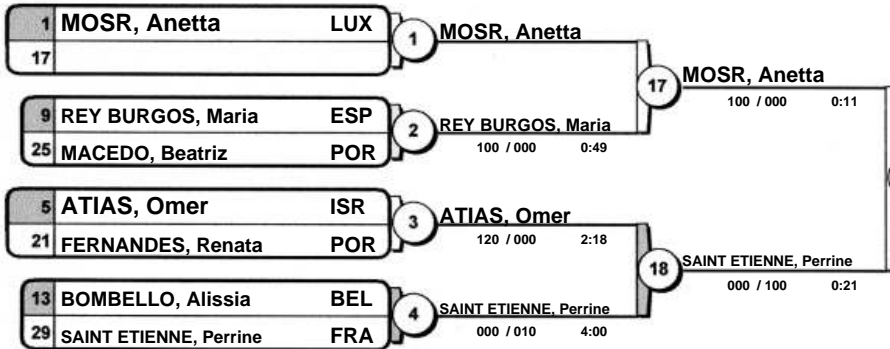 1 MOSR, Anetta LUX
17
1 MOSR, Anetta
9 REY BURGOS, Maria ESP
25 MACEDO, Beatriz POR
2 REY BURGOS, Maria
100 / 000 0:49
17 MOSR, Anetta
100 / 000 0:11
5 ATIAS, Omer ISR
21 FERNANDES, Renata POR
3 ATIAS, Omer
120 / 000 2:18
13 BOMBELLO, Alissia BEL
29 SAINT ETIENNE, Perrine FRA
4 SAINT ETIENNE, Perrine
000 / 010 4:00
18 SAINT ETIENNE, Perrine
000 / 100 0:21